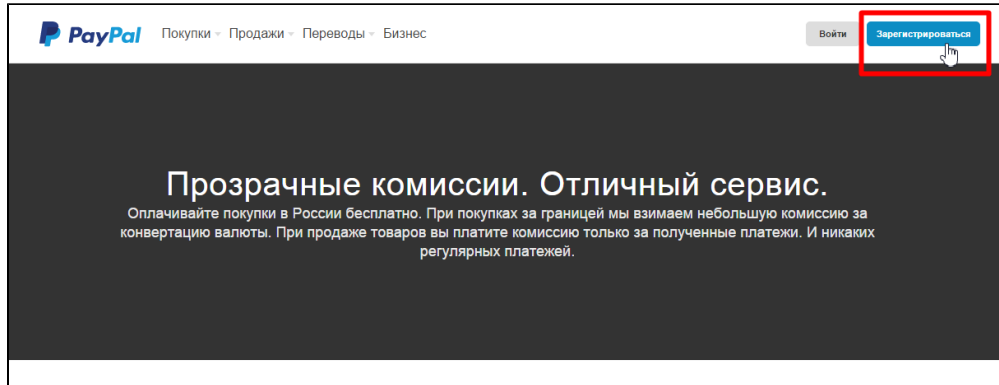 PayPal Покупки Продажи Переводы Бизнес Войти Зарегистрироваться
Прозрачные комиссии. Отличный сервис.
Оплачивайте покупки в России бесплатно. При покупках за границей мы взимаем небольшую комиссию за
конвертацию валюты. При продаже товаров вы платите комиссию только за полученные платежи. И никаких
регулярных платежей.